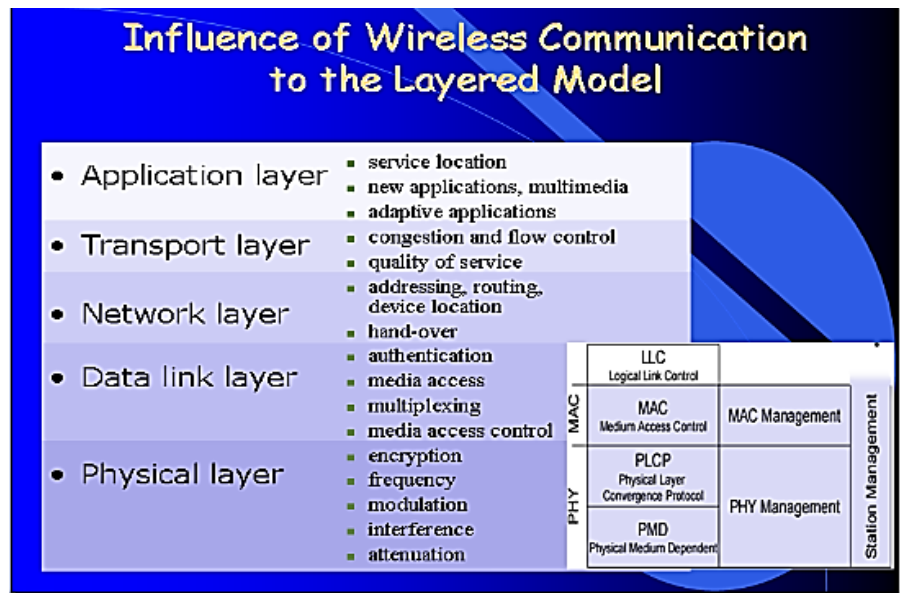 Influence of Wireless Communication
to the Layered Model
• Application layer
▪ service location
▪ new applications, multimedia
▪ adaptive applications
• Transport layer
▪ congestion and flow control
▪ quality of service
• Network layer
▪ addressing, routing,
device location
▪ hand-over
• Data link layer
▪ authentication
▪ media access
▪ multiplexing
▪ media access control
• Physical layer
▪ encryption
▪ frequency
▪ modulation
▪ interference
▪ attenuation
LLC
Logical Link Control
MAC
MAC
Medium Access Control
MAC Management
PHY
PLCP
Physical Layer
Convergence Protocol
PMD
Physical Medium Dependent
PHY Management
Station Management